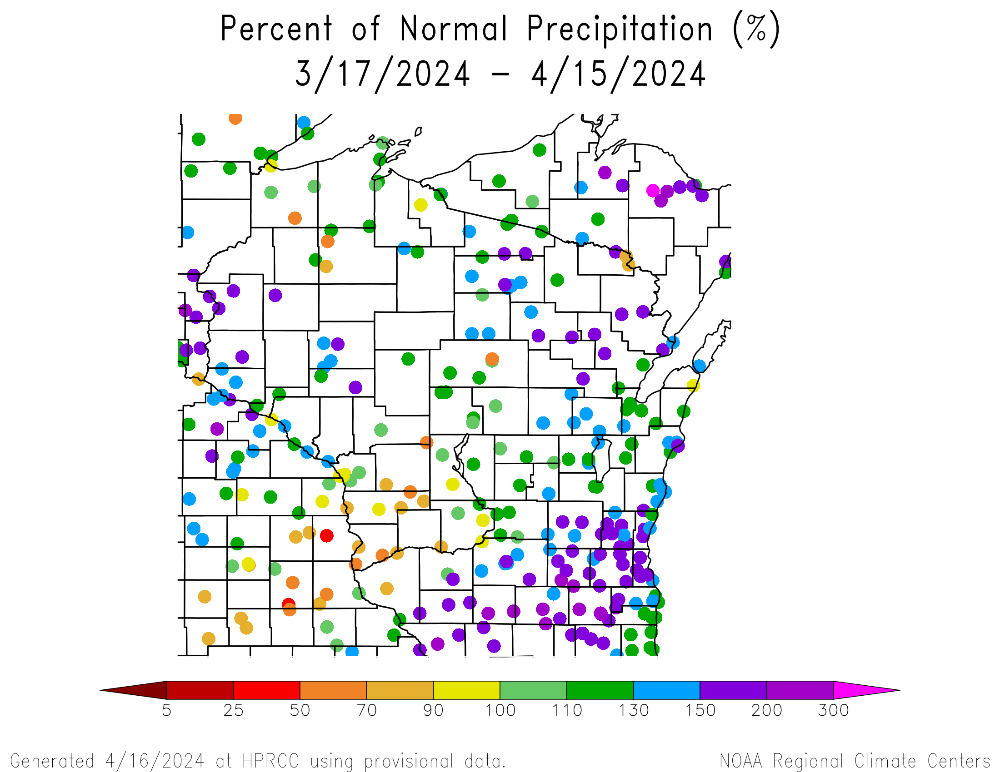 Percent of Normal Precipitation (%)
3/17/2024 – 4/15/2024
5 25 50 70 90 100 110 130 150 200 300
Generated 4/16/2024 at HPRCC using provisional data.
NOAA Regional Climate Centers